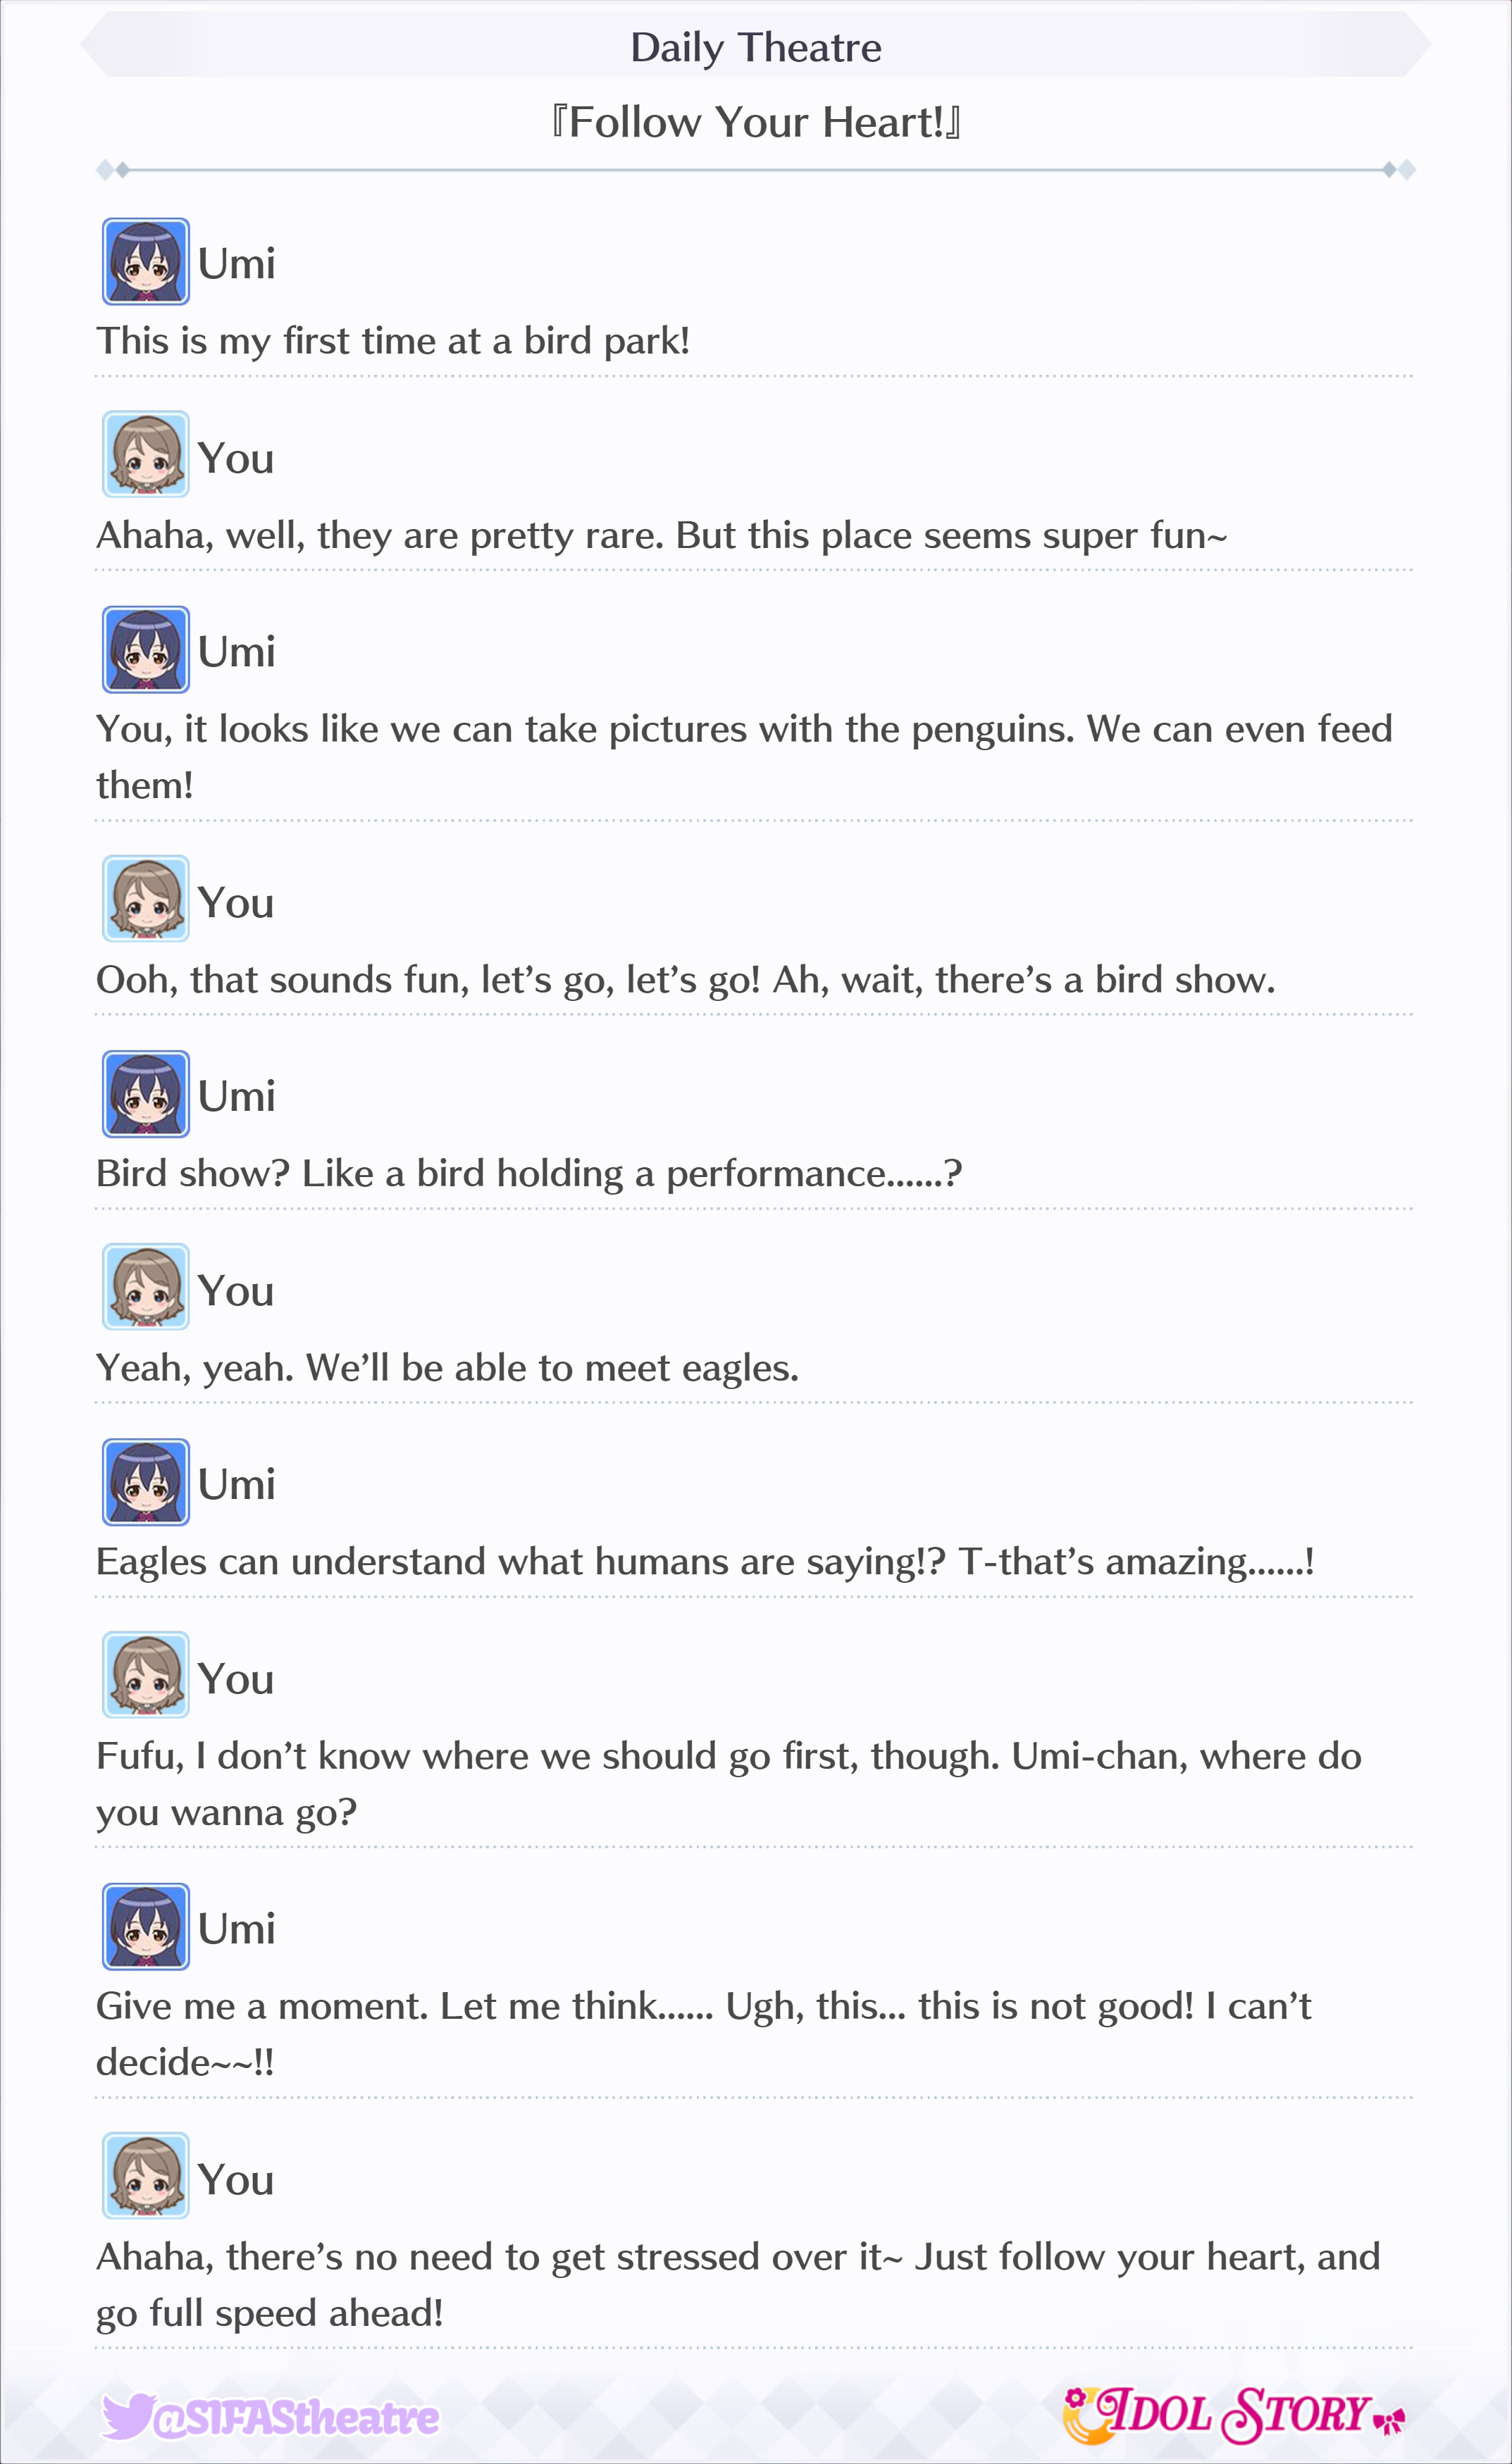 Daily Theatre
『Follow Your Heart!』
Umi
This is my first time at a bird park!
You
Ahaha, well, they are pretty rare. But this place seems super fun~
Umi
You, it looks like we can take pictures with the penguins. We can even feed
them!
You
Ooh, that sounds fun, let’s go, let’s go! Ah, wait, there’s a bird show.
Umi
Bird show? Like a bird holding a performance......?
You
Yeah, yeah. We’ll be able to meet eagles.
Umi
Eagles can understand what humans are saying!? T-that’s amazing......!
You
Fufu, I don’t know where we should go first, though. Umi-chan, where do
you wanna go?
Umi
Give me a moment. Let me think...... Ugh, this... this is not good! I can’t
decide~~!!
You
Ahaha, there’s no need to get stressed over it~ Just follow your heart, and
go full speed ahead!
@SIFAStheatre
IDOL STORY